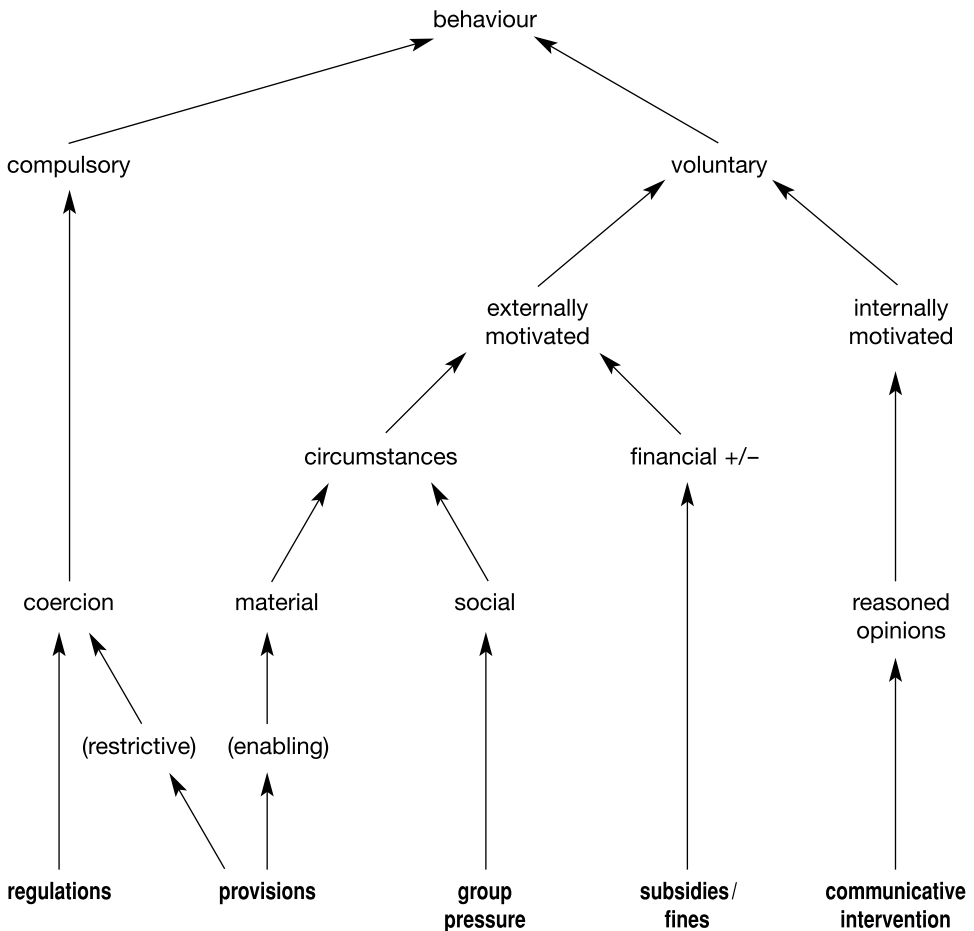 behaviour
compulsory
voluntary
externally
motivated
internally
motivated
circumstances
financial +/–
coercion
material
social
reasoned
opinions
(restrictive)
(enabling)
regulations
provisions
group
pressure
subsidies/
fines
communicative
intervention